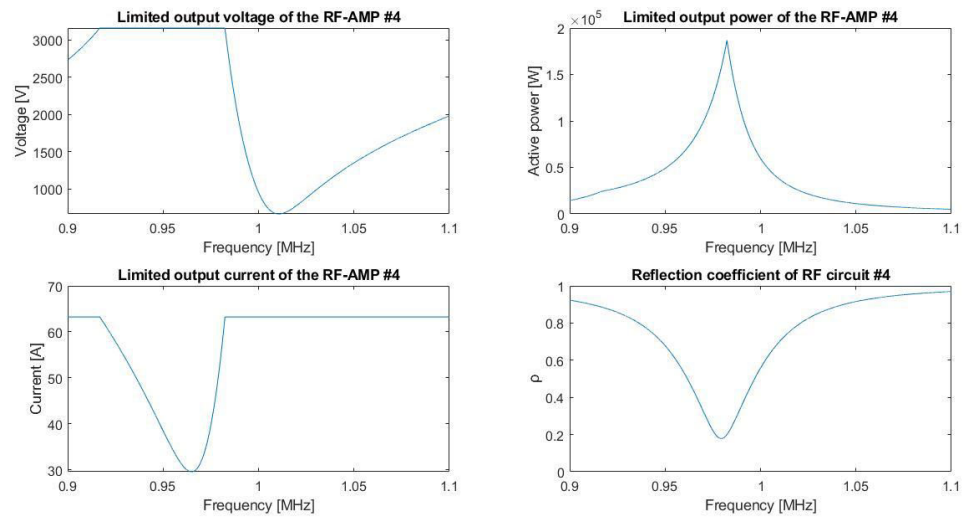 Limited output voltage of the RF-AMP #4
3000
2500
2000
1500
1000
Voltage [V]
0.9 0.95 1 1.05 1.1
Frequency [MHz]
Limited output power of the RF-AMP #4
×10⁵
2
1.5
1
0.5
0
Active power [W]
0.9 0.95 1 1.05 1.1
Frequency [MHz]
Limited output current of the RF-AMP #4
70
60
50
40
30
Current [A]
0.9 0.95 1 1.05 1.1
Frequency [MHz]
Reflection coefficient of RF circuit #4
1
0.8
0.6
0.4
0.2
0
ρ
0.9 0.95 1 1.05 1.1
Frequency [MHz]